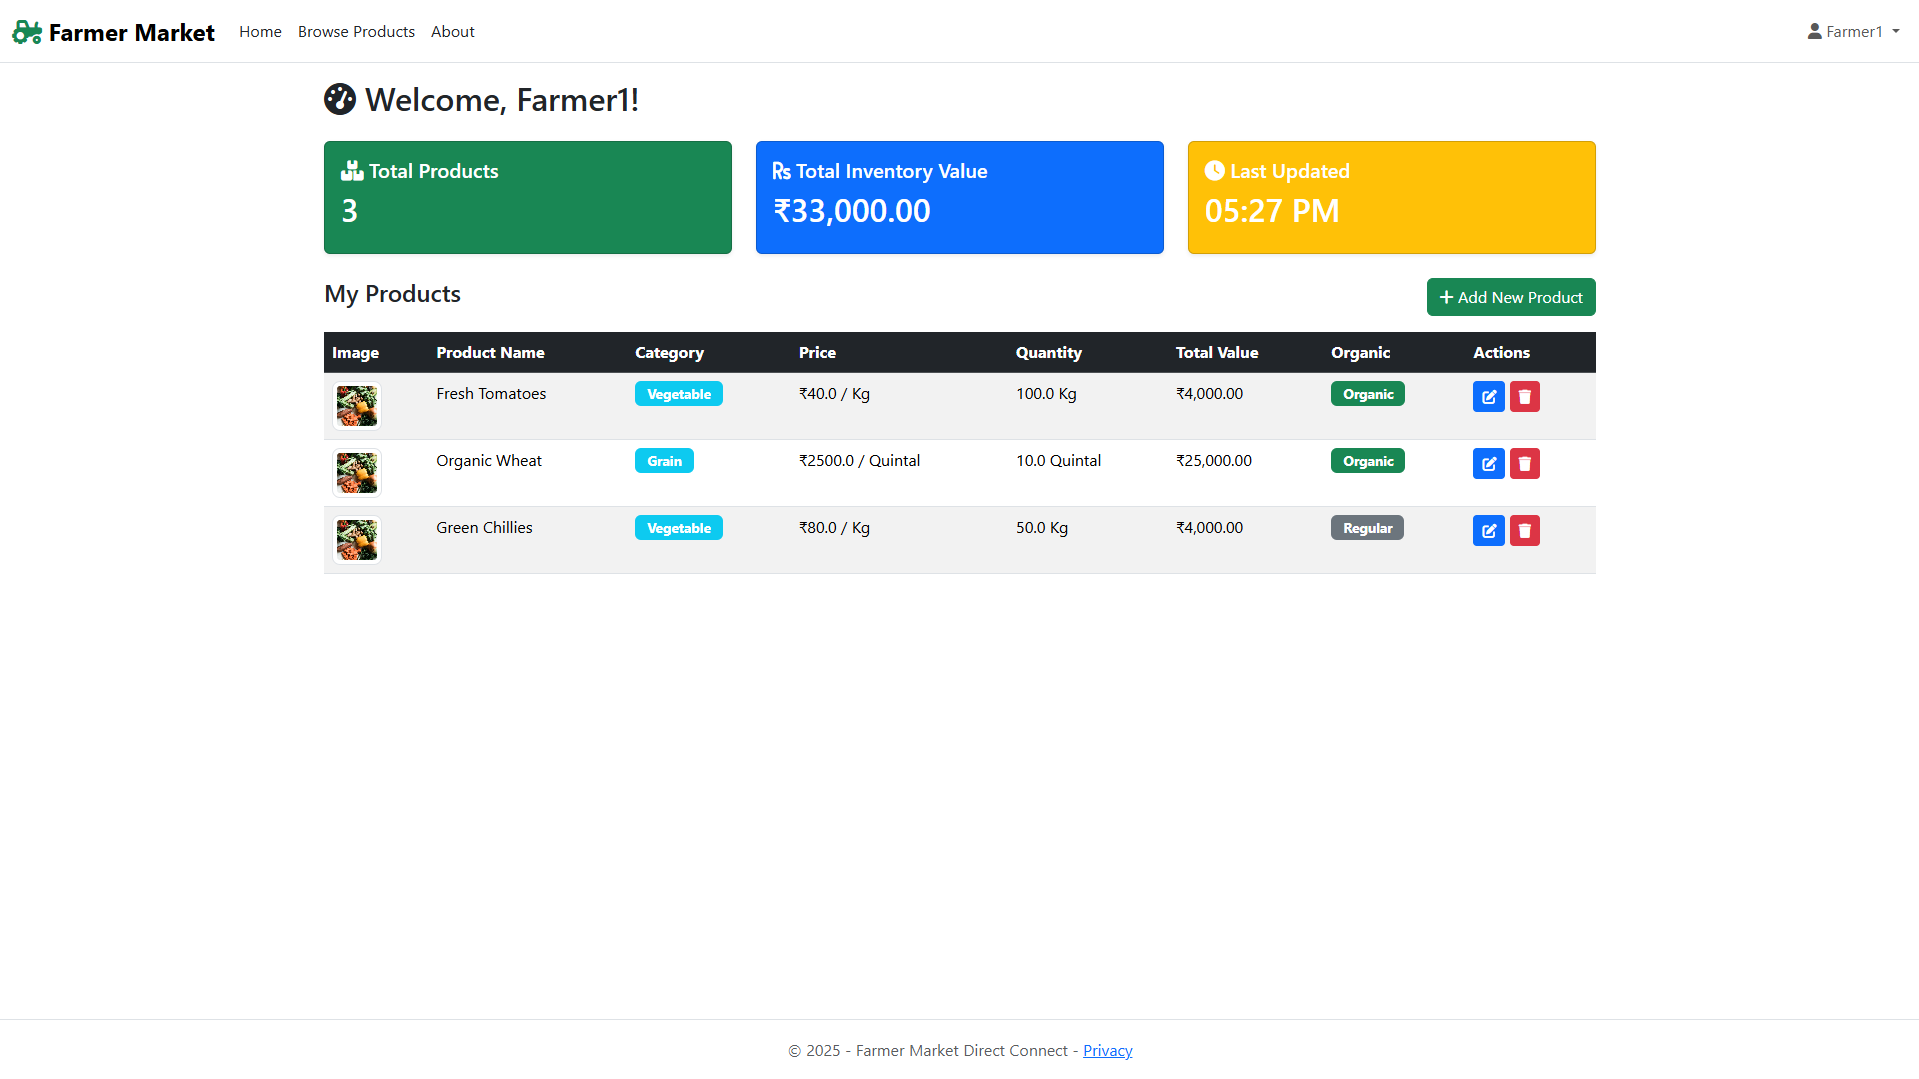 Farmer Market Home Browse Products About Farmer1
Welcome, Farmer1!
Total Products
3
₨ Total Inventory Value
₹33,000.00
Last Updated
05:27 PM
My Products
+ Add New Product
Image Product Name Category Price Quantity Total Value Organic Actions
Fresh Tomatoes Vegetable ₹40.0 / Kg 100.0 Kg ₹4,000.00 Organic
Organic Wheat Grain ₹2500.0 / Quintal 10.0 Quintal ₹25,000.00 Organic
Green Chillies Vegetable ₹80.0 / Kg 50.0 Kg ₹4,000.00 Regular
© 2025 - Farmer Market Direct Connect - Privacy